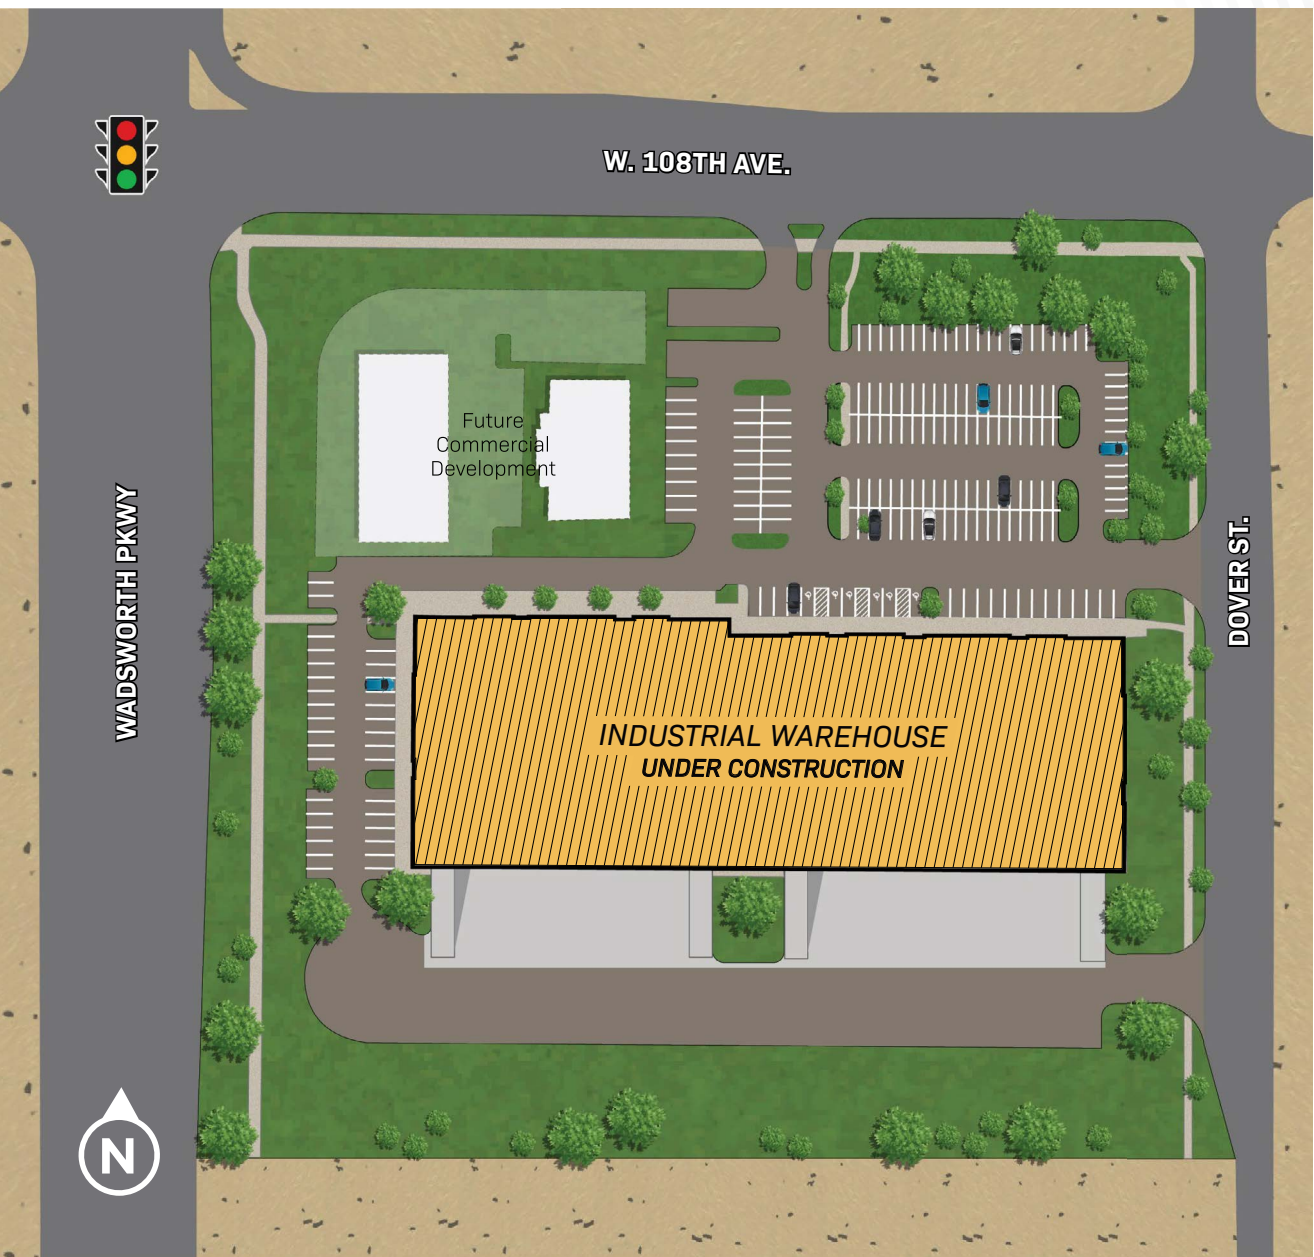 W. 108TH AVE.
Future
Commercial
Development
WADSWORTH PKWY
DOVER ST.
INDUSTRIAL WAREHOUSE
UNDER CONSTRUCTION
N